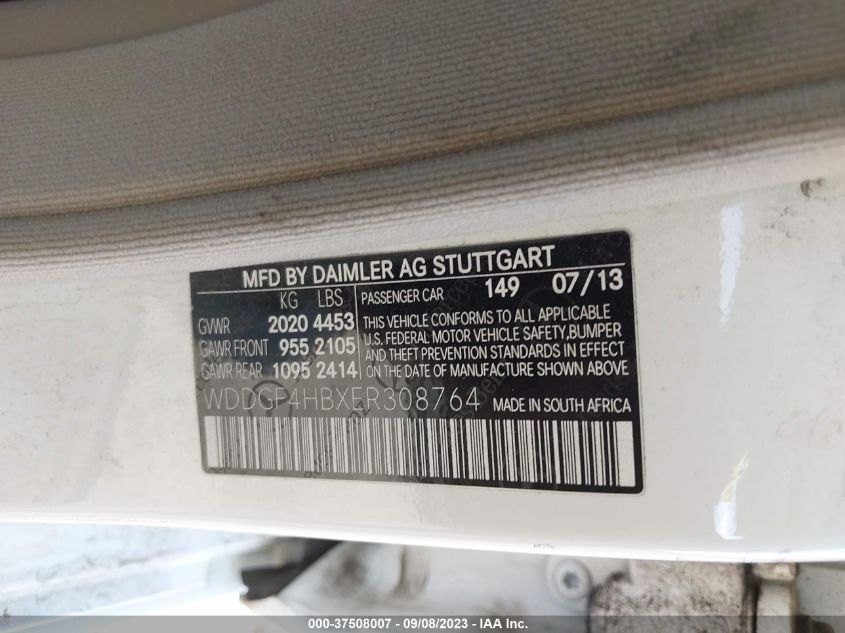 MFD BY DAIMLER AG STUTTGART
KG LBS PASSENGER CAR 149 07/13
GVWR 2020 4453
GAWR FRONT 955 2105
GAWR REAR 1095 2414
THIS VEHICLE CONFORMS TO ALL APPLICABLE
U.S. FEDERAL MOTOR VEHICLE SAFETY,BUMPER
AND THEFT PREVENTION STANDARDS IN EFFECT
ON THE DATE OF MANUFACTURE SHOWN ABOVE
WDDGF4HBXER308764 MADE IN SOUTH AFRICA
000-37508007 - 09/08/2023 - IAA Inc.